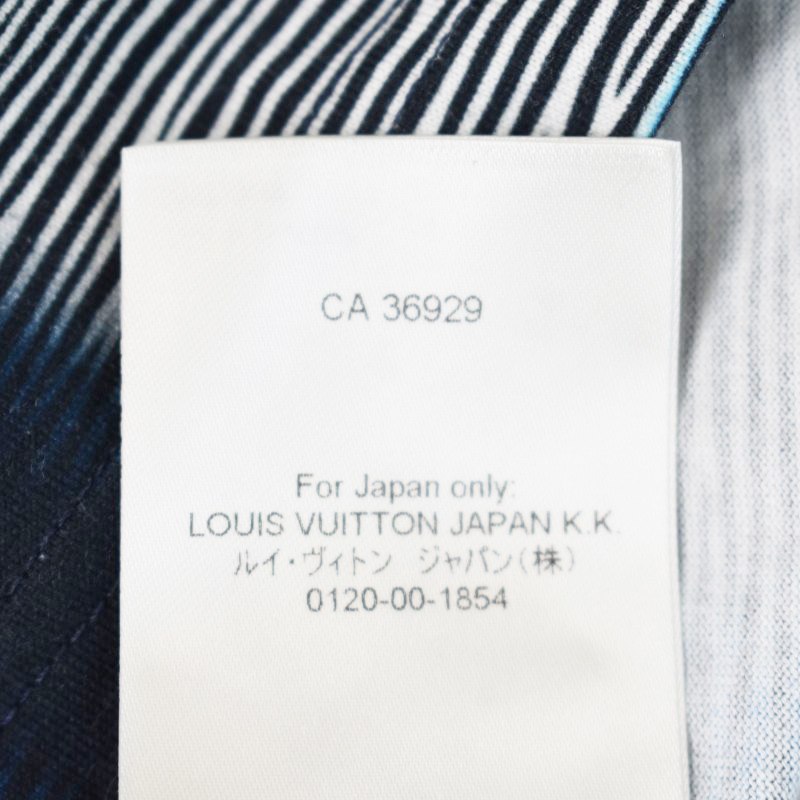 CA 36929
For Japan only:
LOUIS VUITTON JAPAN K.K.
ルイ・ヴィトン ジャパン(株)
0120-00-1854